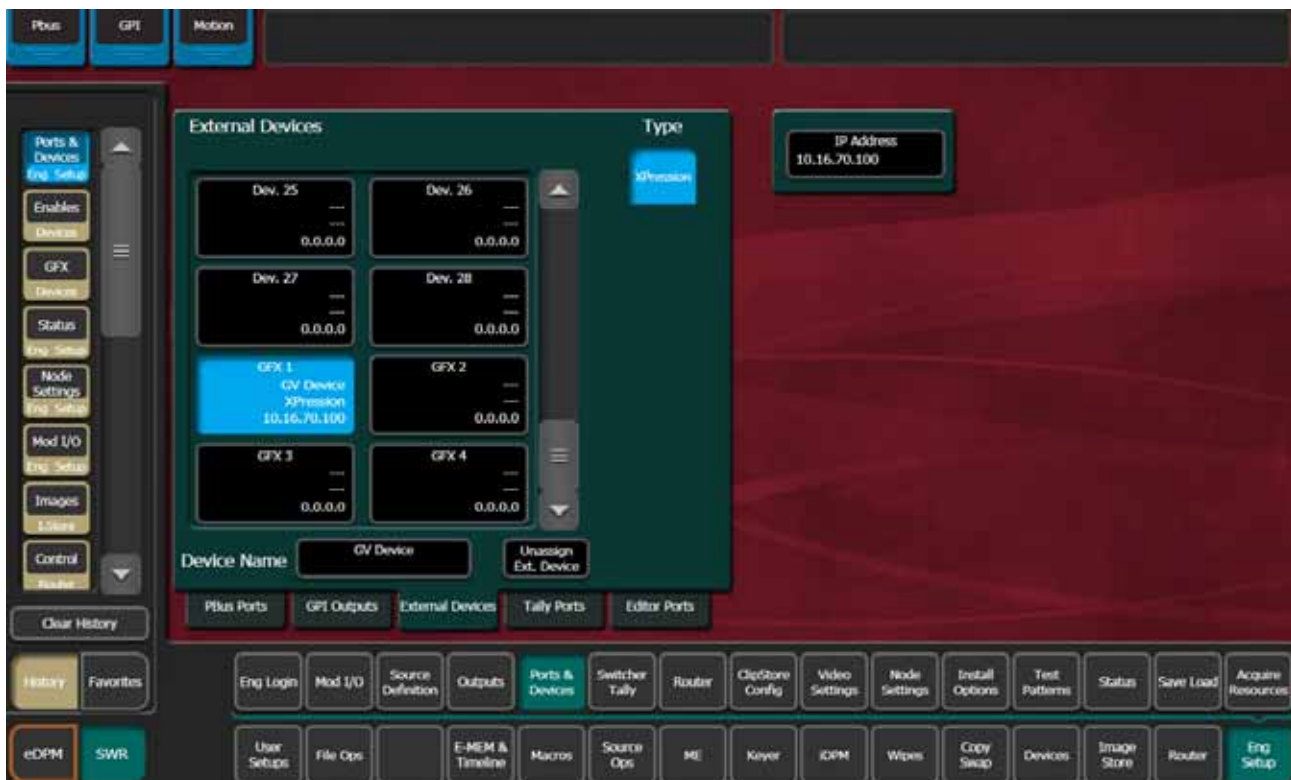 Pbus
GPI
Motion
Ports &
Devices
Eng. Setup
Enables
Devices
GFX
Devices
Status
Eng. Setup
Node
Settings
Eng. Setup
Mod I/O
Eng. Setup
Images
I.Store
Control
Router
Clear History
History
Favorites
eDPM
SWR
External Devices
Type
XPression
IP Address
10.16.70.100
Dev. 25
---
---
0.0.0.0
Dev. 26
---
---
0.0.0.0
Dev. 27
---
---
0.0.0.0
Dev. 28
---
---
0.0.0.0
GFX 1
GV Device
XPression
10.16.70.100
GFX 2
---
---
0.0.0.0
GFX 3
---
---
0.0.0.0
GFX 4
---
---
0.0.0.0
Device Name
GV Device
Unassign
Ext. Device
PBus Ports
GPI Outputs
External Devices
Tally Ports
Editor Ports
Eng Login
Mod I/O
Source
Definition
Outputs
Ports &
Devices
Switcher
Tally
Router
ClipStore
Config
Video
Settings
Node
Settings
Install
Options
Test
Patterns
Status
Save Load
Acquire
Resources
User
Setups
File Ops
E-MEM &
Timeline
Macros
Source
Ops
ME
Keyer
iDPM
Wipes
Copy
Swap
Devices
Image
Store
Router
Eng
Setup